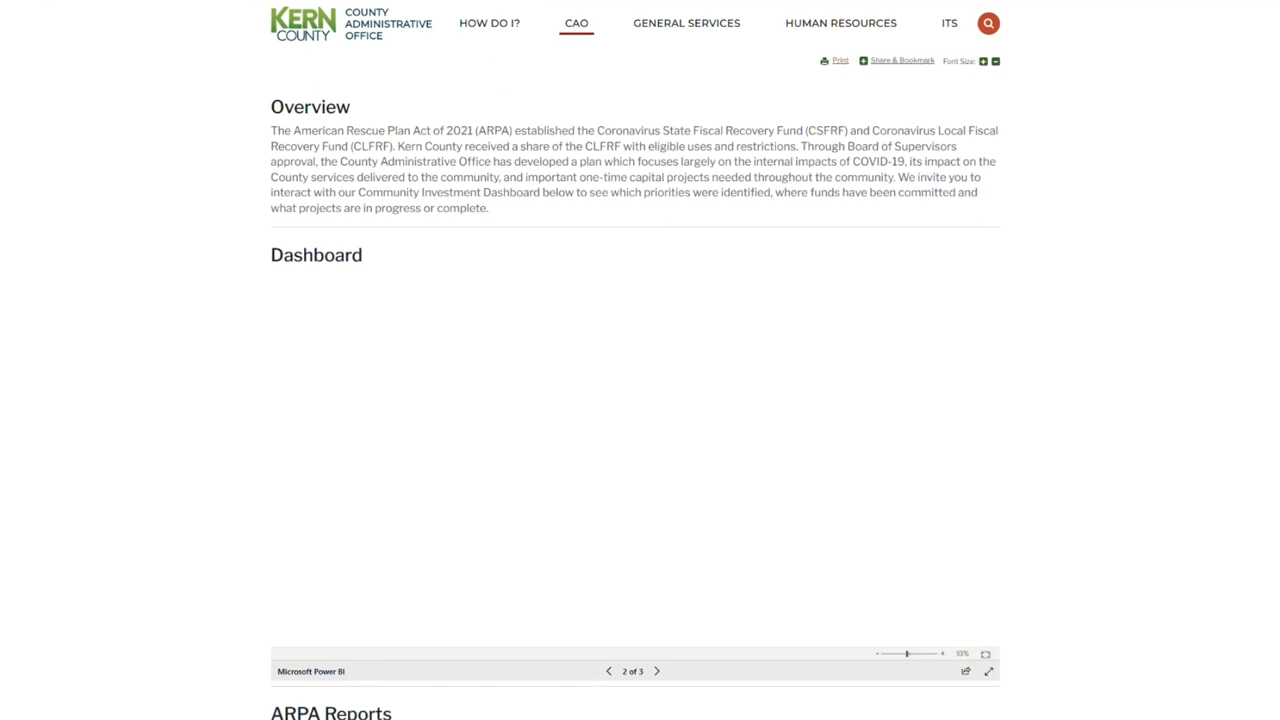 KERN COUNTY
COUNTY ADMINISTRATIVE OFFICE
HOW DO I?
CAO
GENERAL SERVICES
HUMAN RESOURCES
ITS
Print
Share & Bookmark
Font Size:
Overview
The American Rescue Plan Act of 2021 (ARPA) established the Coronavirus State Fiscal Recovery Fund (CSFRF) and Coronavirus Local Fiscal
Recovery Fund (CLFRF). Kern County received a share of the CLFRF with eligible uses and restrictions. Through Board of Supervisors
approval, the County Administrative Office has developed a plan which focuses largely on the internal impacts of COVID-19, its impact on the
County services delivered to the community, and important one-time capital projects needed throughout the community. We invite you to
interact with our Community Investment Dashboard below to see which priorities were identified, where funds have been committed and
what projects are in progress or complete.
Dashboard
- + 93%
Microsoft Power BI
2 of 3
ARPA Reports